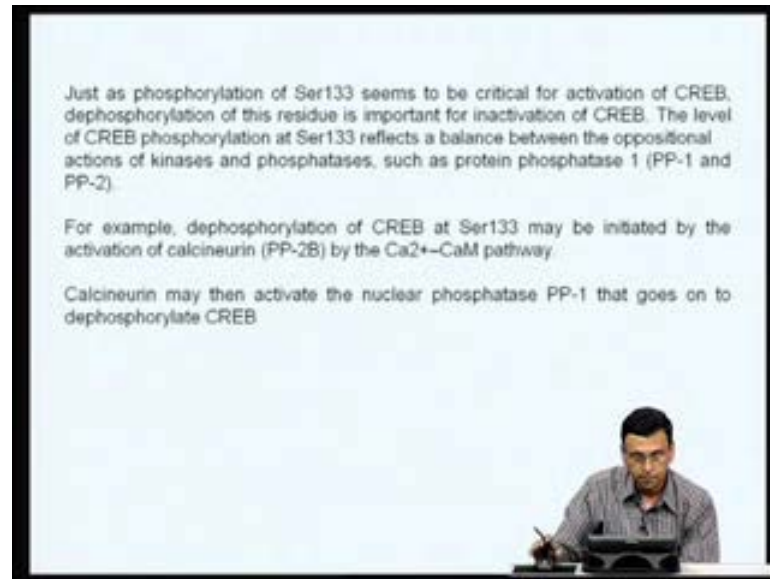 Just as phosphorylation of Ser133 seems to be critical for activation of CREB,
dephosphorylation of this residue is important for inactivation of CREB. The level
of CREB phosphorylation at Ser133 reflects a balance between the oppositional
actions of kinases and phosphatases, such as protein phosphatase 1 (PP-1 and
PP-2).
For example, dephosphorylation of CREB at Ser133 may be initiated by the
activation of calcineurin (PP-2B) by the Ca2+–CaM pathway
Calcineurin may then activate the nuclear phosphatase PP-1 that goes on to
dephosphorylate CREB